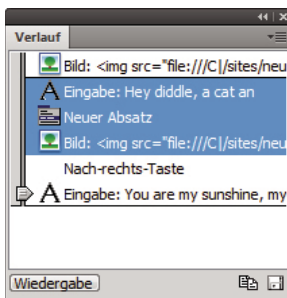 Verlauf
Bild: <img src="file:///C|/sites/neu
Eingabe: Hey diddle, a cat an
Neuer Absatz
Bild: <img src="file:///C|/sites/neu
Nach-rechts-Taste
Eingabe: You are my sunshine, my
Wiedergabe